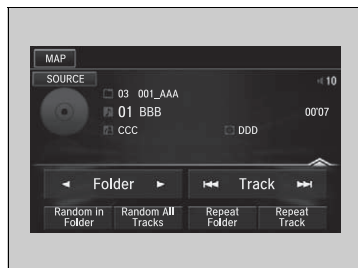 MAP
SOURCE
10
03 001_AAA
01 BBB 00'07
CCC DDD
Folder Track
Random in Folder
Random All Tracks
Repeat Folder
Repeat Track